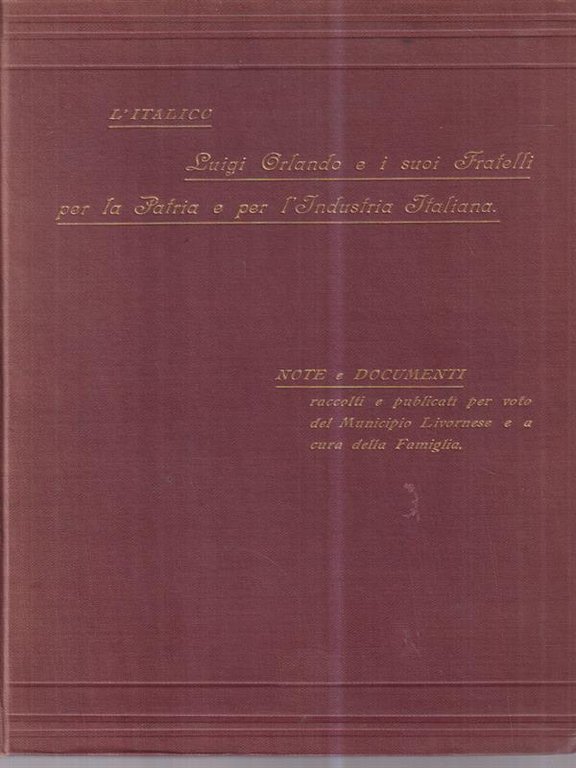 L'ITALICO
Luigi Orlando e i suoi Fratelli
per la Patria e per l'Industria Italiana.
NOTE e DOCUMENTI
raccolti e publicati per voto
del Municipio Livornese e a
cura della Famiglia.